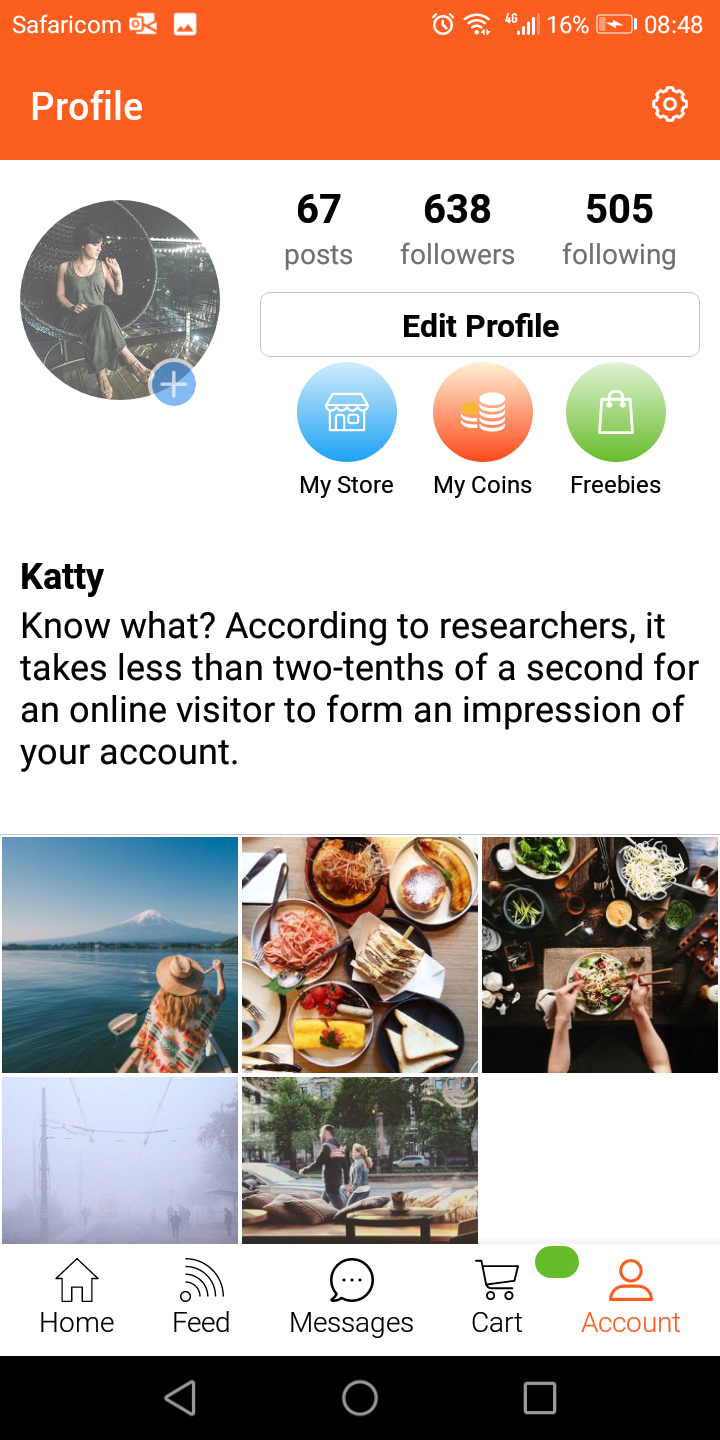 Safaricom 4G 16% 08:48
Profile
67 638 505
posts followers following
Edit Profile
My Store My Coins Freebies
Katty
Know what? According to researchers, it
takes less than two-tenths of a second for
an online visitor to form an impression of
your account.
Home Feed Messages Cart Account